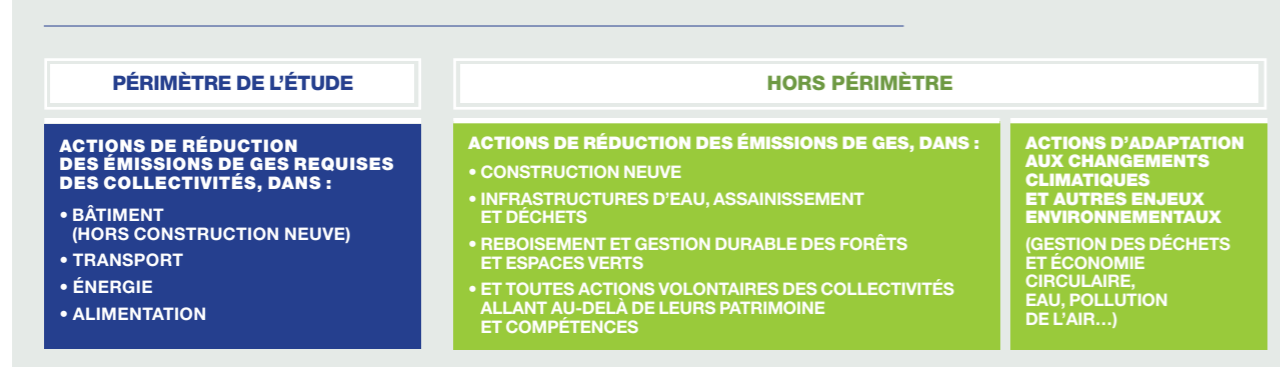 PÉRIMÈTRE DE L’ÉTUDE
ACTIONS DE RÉDUCTION
DES ÉMISSIONS DE GES REQUISES
DES COLLECTIVITÉS, DANS :
• BÂTIMENT
(HORS CONSTRUCTION NEUVE)
• TRANSPORT
• ÉNERGIE
• ALIMENTATION
HORS PÉRIMÈTRE
ACTIONS DE RÉDUCTION DES ÉMISSIONS DE GES, DANS :
• CONSTRUCTION NEUVE
• INFRASTRUCTURES D’EAU, ASSAINISSEMENT
ET DÉCHETS
• REBOISEMENT ET GESTION DURABLE DES FORÊTS
ET ESPACES VERTS
• ET TOUTES ACTIONS VOLONTAIRES DES COLLECTIVITÉS
ALLANT AU-DELÀ DE LEURS PATRIMOINE
ET COMPÉTENCES
ACTIONS D’ADAPTATION
AUX CHANGEMENTS
CLIMATIQUES
ET AUTRES ENJEUX
ENVIRONNEMENTAUX
(GESTION DES DÉCHETS
ET ÉCONOMIE
CIRCULAIRE,
EAU, POLLUTION
DE L’AIR…)